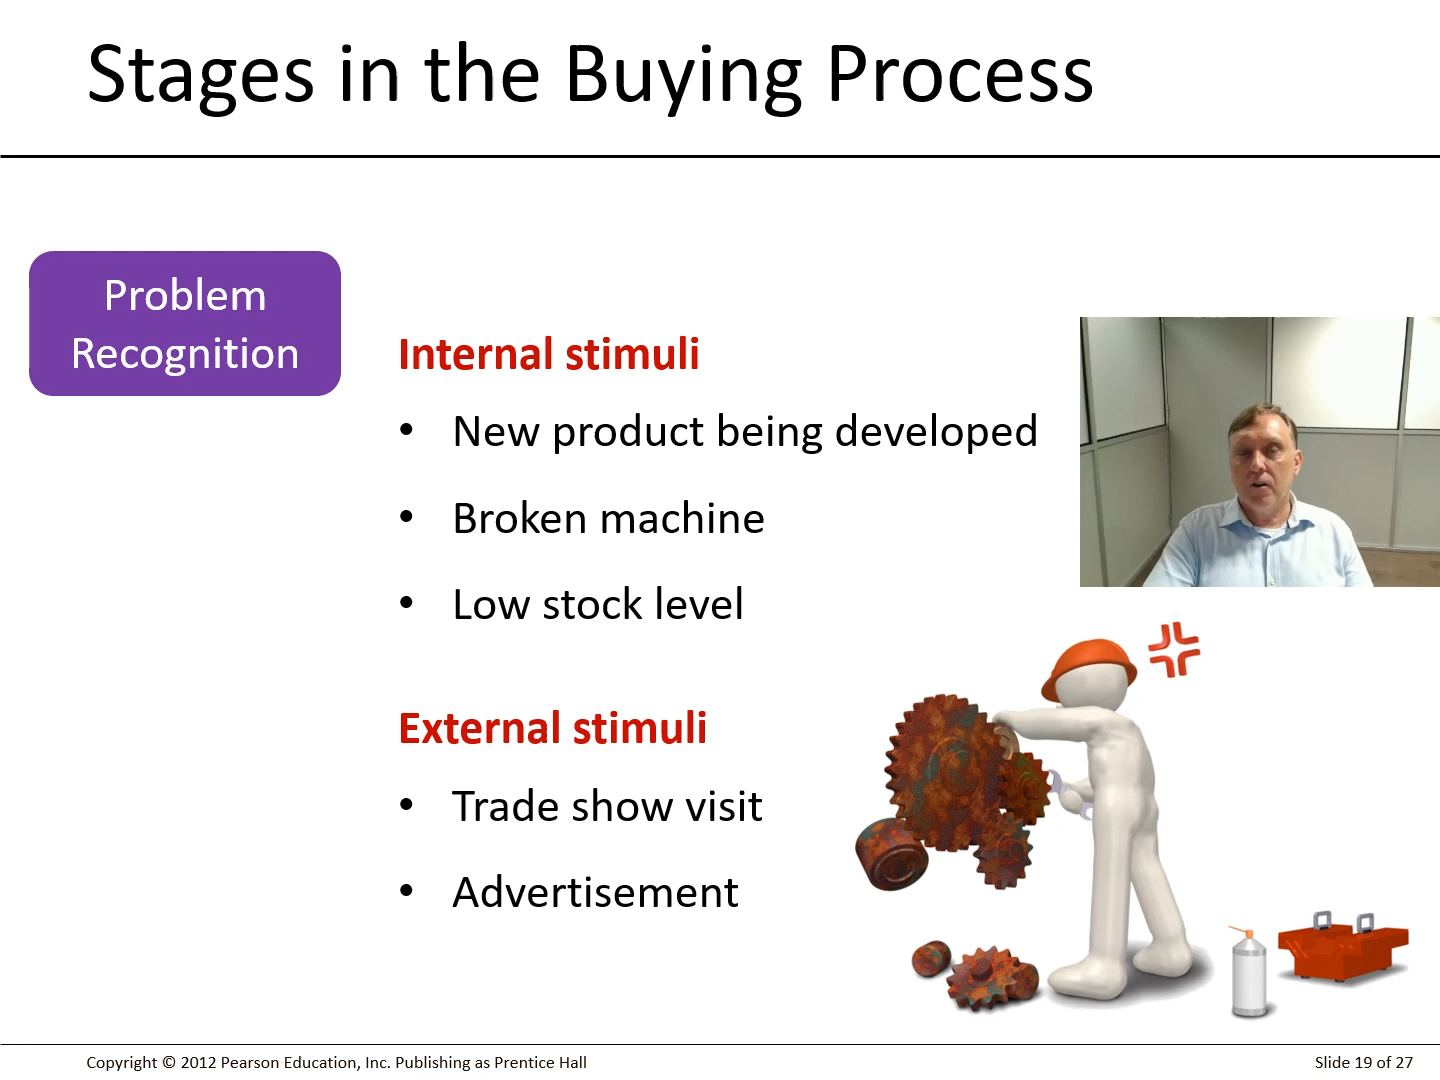 Stages in the Buying Process
Problem
Recognition
Internal stimuli
• New product being developed
• Broken machine
• Low stock level
External stimuli
• Trade show visit
• Advertisement
Copyright © 2012 Pearson Education, Inc. Publishing as Prentice Hall
Slide 19 of 27